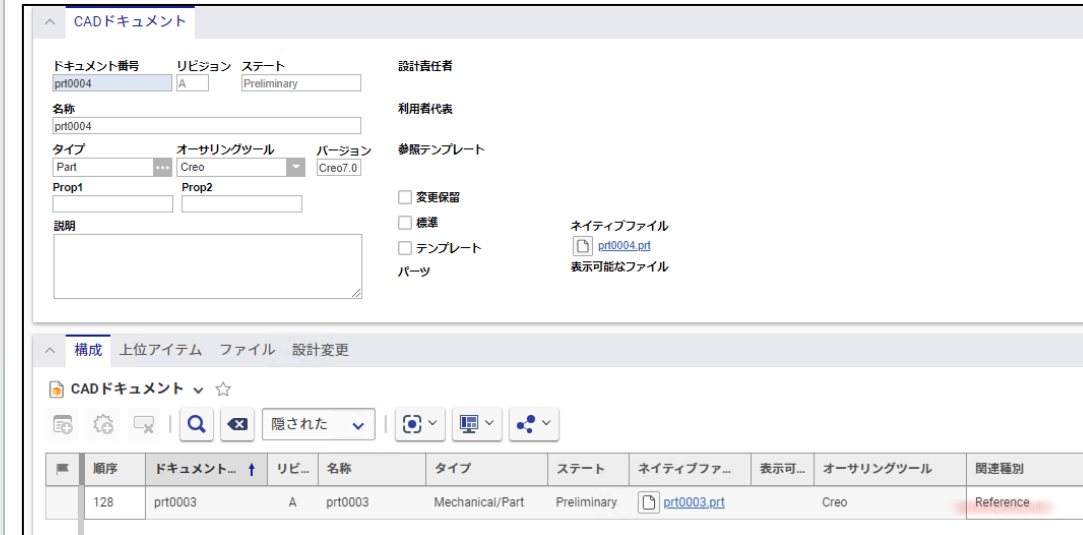 CADドキュメント
ドキュメント番号 リビジョン ステート 設計責任者
prt0004 A Preliminary
名称 利用者代表
prt0004
タイプ オーサリングツール バージョン 参照テンプレート
Part ... Creo Creo7.0
Prop1 Prop2
変更保留
説明 標準 ネイティブファイル
テンプレート prt0004.prt
パーツ 表示可能なファイル
構成 上位アイテム ファイル 設計変更
CADドキュメント
隠された
順序 ドキュメント... リビ... 名称 タイプ ステート ネイティブファ... 表示可... オーサリングツール 関連種別
128 prt0003 A prt0003 Mechanical/Part Preliminary prt0003.prt Creo Reference